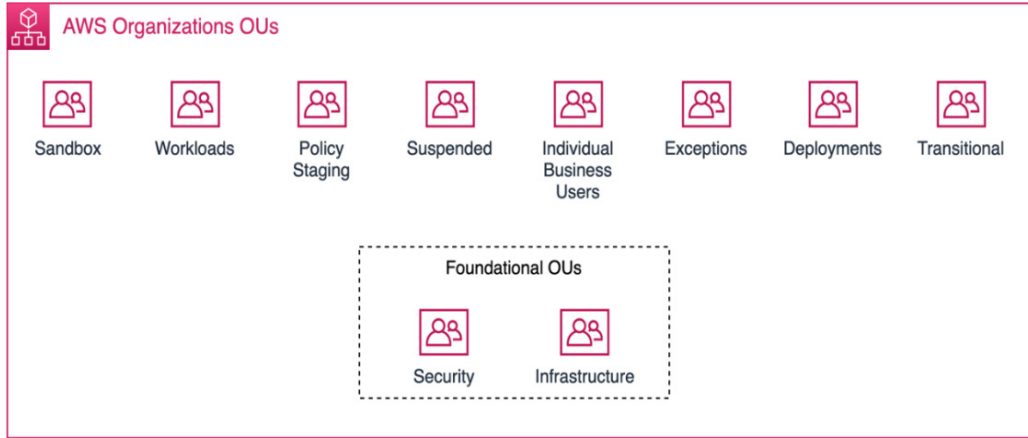 AWS Organizations OUs
Sandbox
Workloads
Policy
Staging
Suspended
Individual
Business
Users
Exceptions
Deployments
Transitional
Foundational OUs
Security
Infrastructure